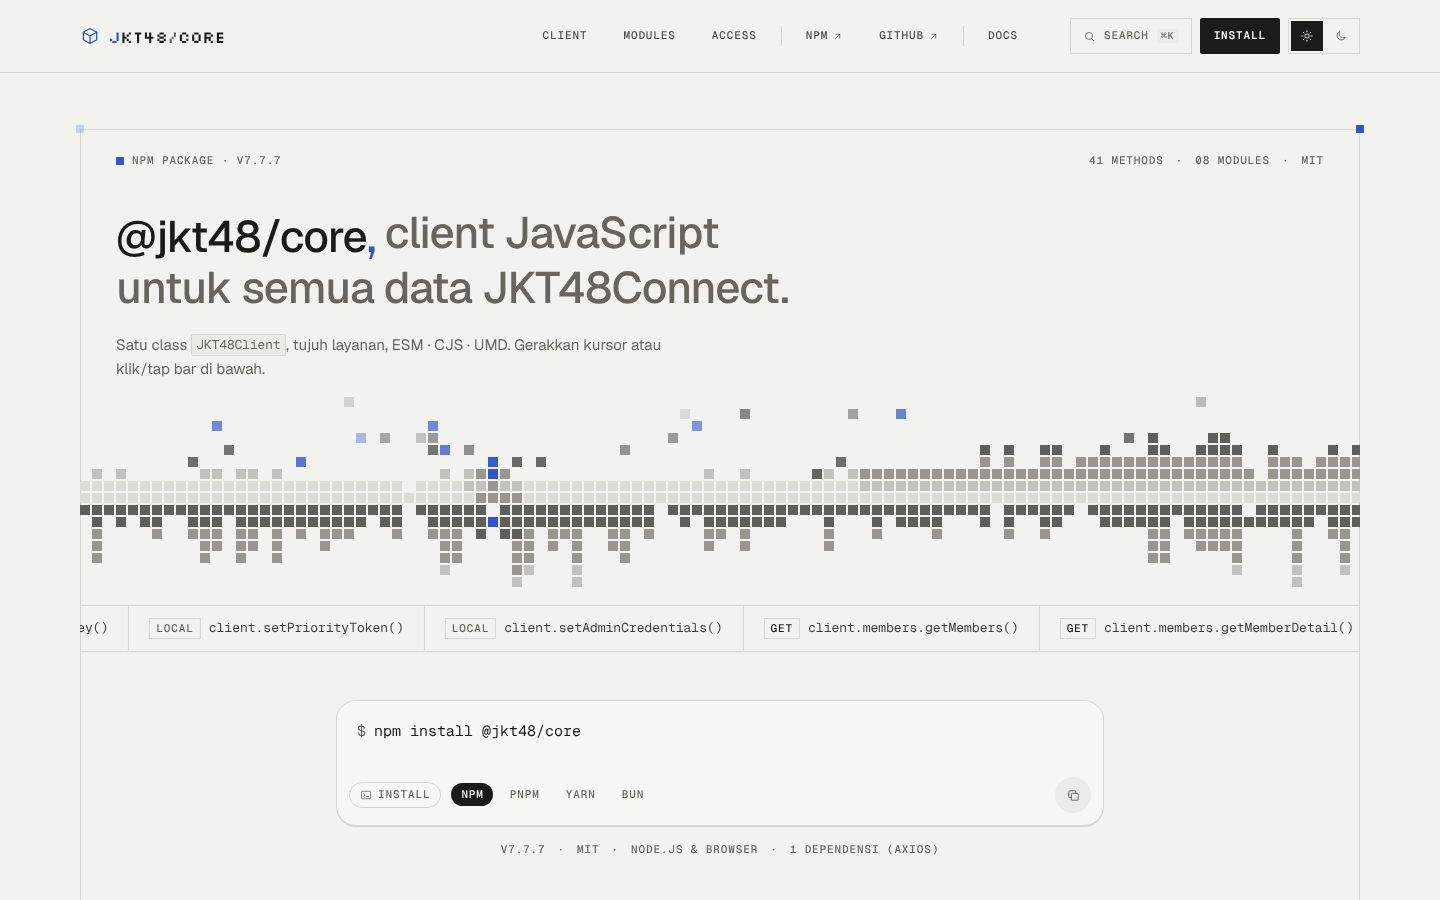 JKT48/CORE CLIENT MODULES ACCESS NPM ↗ GITHUB ↗ DOCS SEARCH ⌘K INSTALL
NPM PACKAGE · V7.7.7 41 METHODS · 08 MODULES · MIT
@jkt48/core, client JavaScript
untuk semua data JKT48Connect.
Satu class JKT48Client, tujuh layanan, ESM · CJS · UMD. Gerakkan kursor atau
klik/tap bar di bawah.
ey() LOCAL client.setPriorityToken() LOCAL client.setAdminCredentials() GET client.members.getMembers() GET client.members.getMemberDetail()
$ npm install @jkt48/core
INSTALL NPM PNPM YARN BUN
V7.7.7 · MIT · NODE.JS & BROWSER · 1 DEPENDENSI (AXIOS)